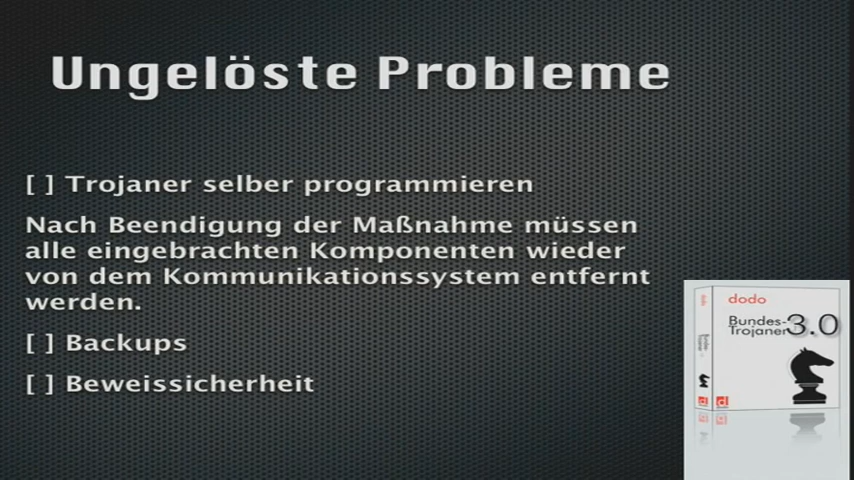 Ungelöste Probleme
[ ] Trojaner selber programmieren
Nach Beendigung der Maßnahme müssen
alle eingebrachten Komponenten wieder
von dem Kommunikationssystem entfernt
werden.
[ ] Backups
[ ] Beweissicherheit
dodo
Bundes-
Trojaner 3.0